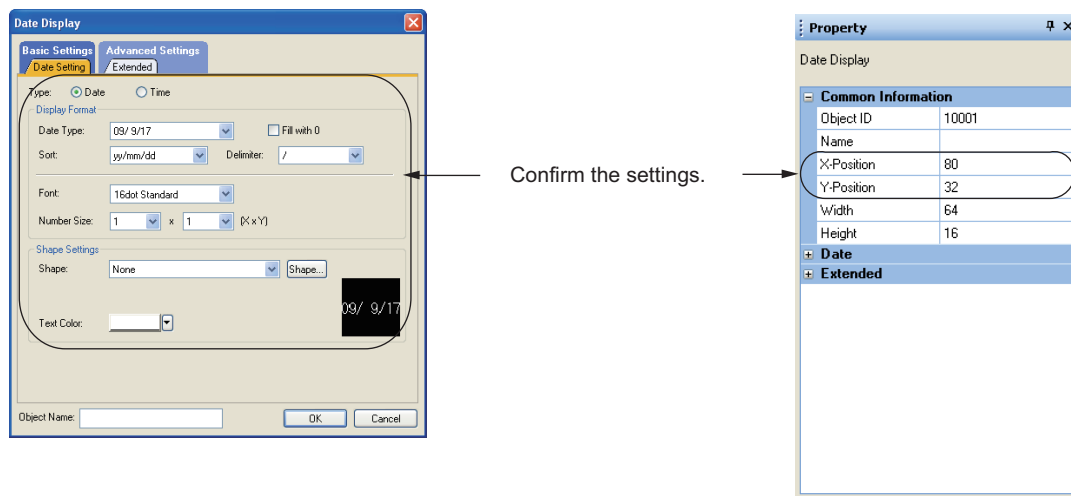 Date Display
Basic Settings Advanced Settings
Date Setting Extended
Type: Date Time
Display Format
Date Type: 09/ 9/17 Fill with 0
Sort: yy/mm/dd Delimiter: /
Font: 16dot Standard
Number Size: 1 x 1 (X x Y)
Shape Settings
Shape: None Shape...
09/ 9/17
Text Color:
Object Name: OK Cancel
Confirm the settings.
Property
Date Display
Common Information
Object ID 10001
Name
X-Position 80
Y-Position 32
Width 64
Height 16
Date
Extended